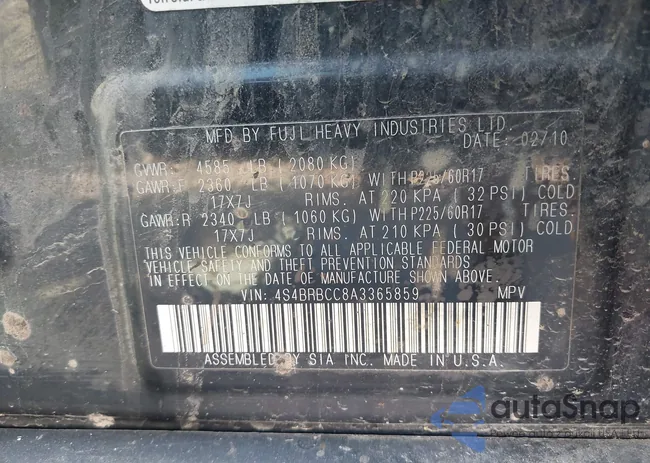 MFD. BY FUJI HEAVY INDUSTRIES LTD.
DATE: 02/10
GVWR: 4585 LB (2080 KG)
GAWR.F 2360 LB (1070 KG) WITH P225/60R17 TIRES.
17X7J RIMS. AT 220 KPA (32 PSI) COLD
GAWR.R 2340 LB (1060 KG) WITH P225/60R17 TIRES.
17X7J RIMS. AT 210 KPA (30 PSI) COLD
THIS VEHICLE CONFORMS TO ALL APPLICABLE FEDERAL MOTOR
VEHICLE SAFETY AND THEFT PREVENTION STANDARDS
IN EFFECT ON THE DATE OF MANUFACTURE SHOWN ABOVE.
VIN: 4S4BRBCC8A3365859 MPV
ASSEMBLED BY SIA INC. MADE IN U.S.A.
autoSnap